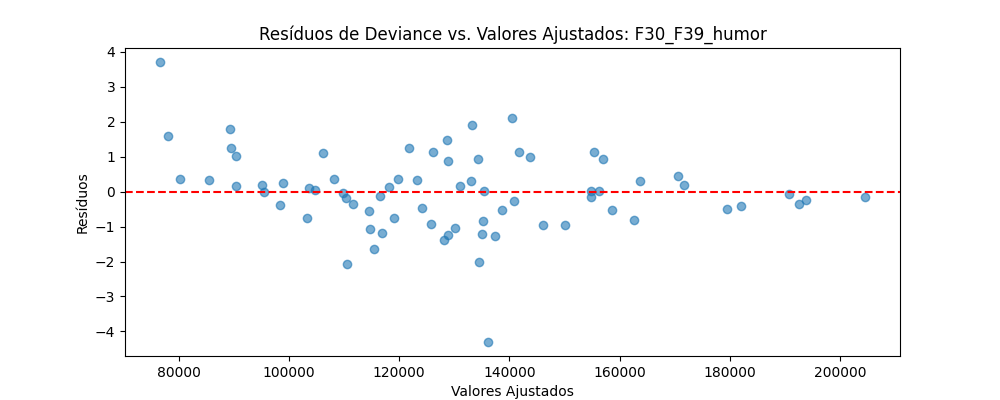 Resíduos de Deviance vs. Valores Ajustados: F30_F39_humor
4
3
2
1
0
−1
−2
−3
−4
Resíduos
80000 100000 120000 140000 160000 180000 200000
Valores Ajustados